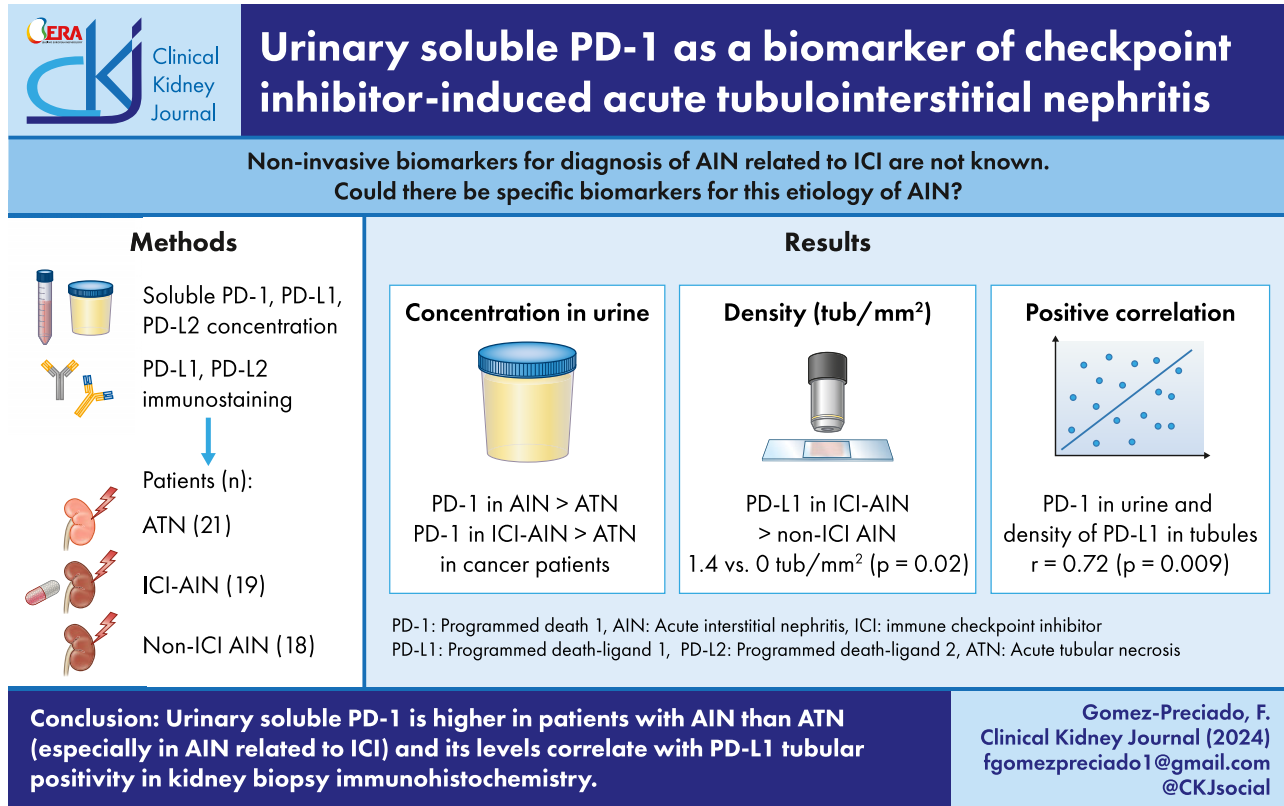 ERA
CKJ
Clinical
Kidney
Journal
Urinary soluble PD-1 as a biomarker of checkpoint
inhibitor-induced acute tubulointerstitial nephritis
Non-invasive biomarkers for diagnosis of AIN related to ICI are not known.
Could there be specific biomarkers for this etiology of AIN?
Methods
Soluble PD-1, PD-L1,
PD-L2 concentration
PD-L1, PD-L2
immunostaining
Patients (n):
ATN (21)
ICI-AIN (19)
Non-ICI AIN (18)
Results
Concentration in urine
PD-1 in AIN > ATN
PD-1 in ICI-AIN > ATN
in cancer patients
Density (tub/mm²)
PD-L1 in ICI-AIN
> non-ICI AIN
1.4 vs. 0 tub/mm² (p = 0.02)
Positive correlation
PD-1 in urine and
density of PD-L1 in tubules
r = 0.72 (p = 0.009)
PD-1: Programmed death 1, AIN: Acute interstitial nephritis, ICI: immune checkpoint inhibitor
PD-L1: Programmed death-ligand 1, PD-L2: Programmed death-ligand 2, ATN: Acute tubular necrosis
Conclusion: Urinary soluble PD-1 is higher in patients with AIN than ATN
(especially in AIN related to ICI) and its levels correlate with PD-L1 tubular
positivity in kidney biopsy immunohistochemistry.
Gomez-Preciado, F.
Clinical Kidney Journal (2024)
fgomezpreciado1@gmail.com
@CKJsocial